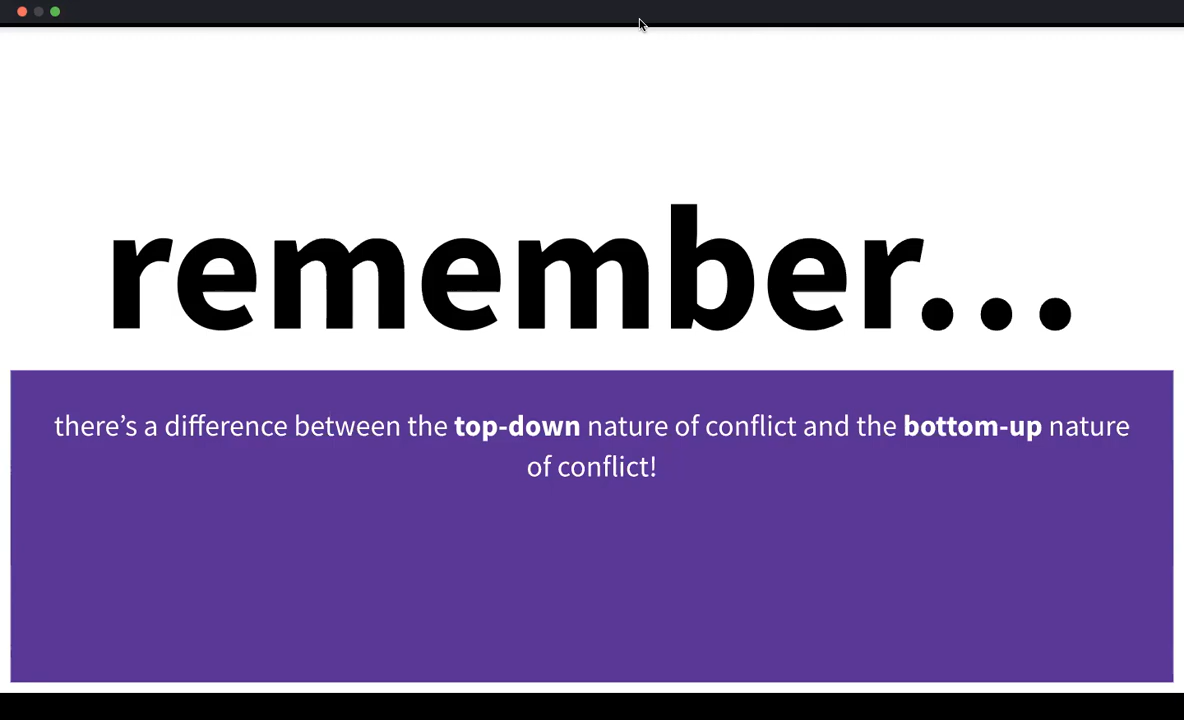 remember...
there’s a difference between the top-down nature of conflict and the bottom-up nature
of conflict!